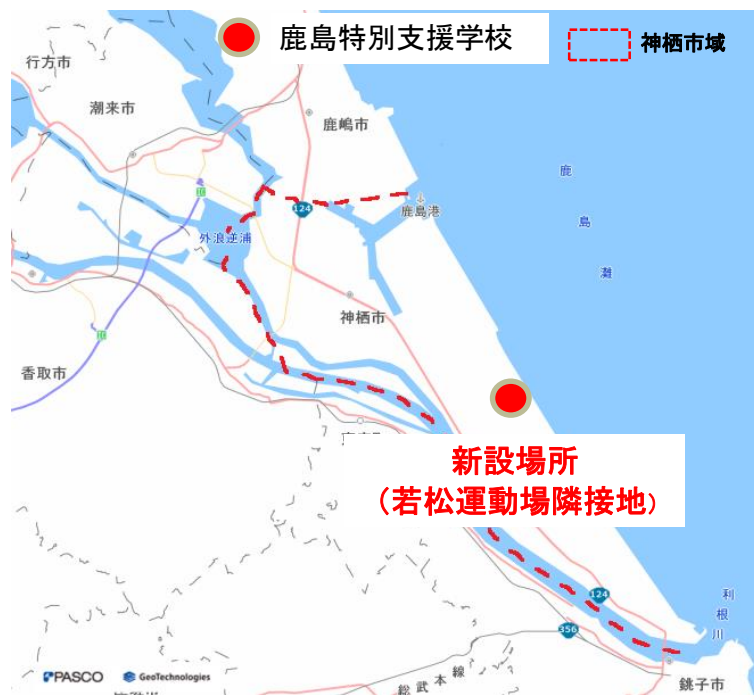 鹿島特別支援学校
神栖市域
行方市
潮来市
鹿嶋市
鹿島灘
124
鹿島港
外浪逆浦
神栖市
香取市
新設場所
（若松運動場隣接地）
124
利根川
356
PASCO
GeoTechnologies
総武本線
銚子市